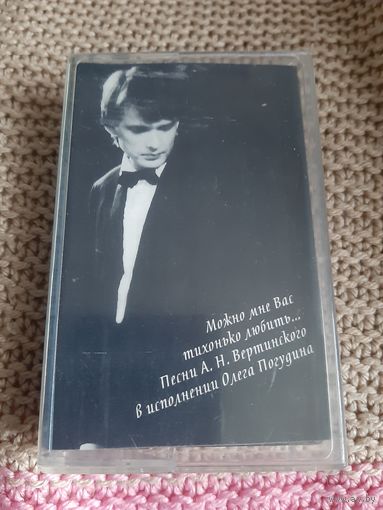 Можно мне Вас
тихонько любить...
Песни А. Н. Вертинского
в исполнении Олега Погудина